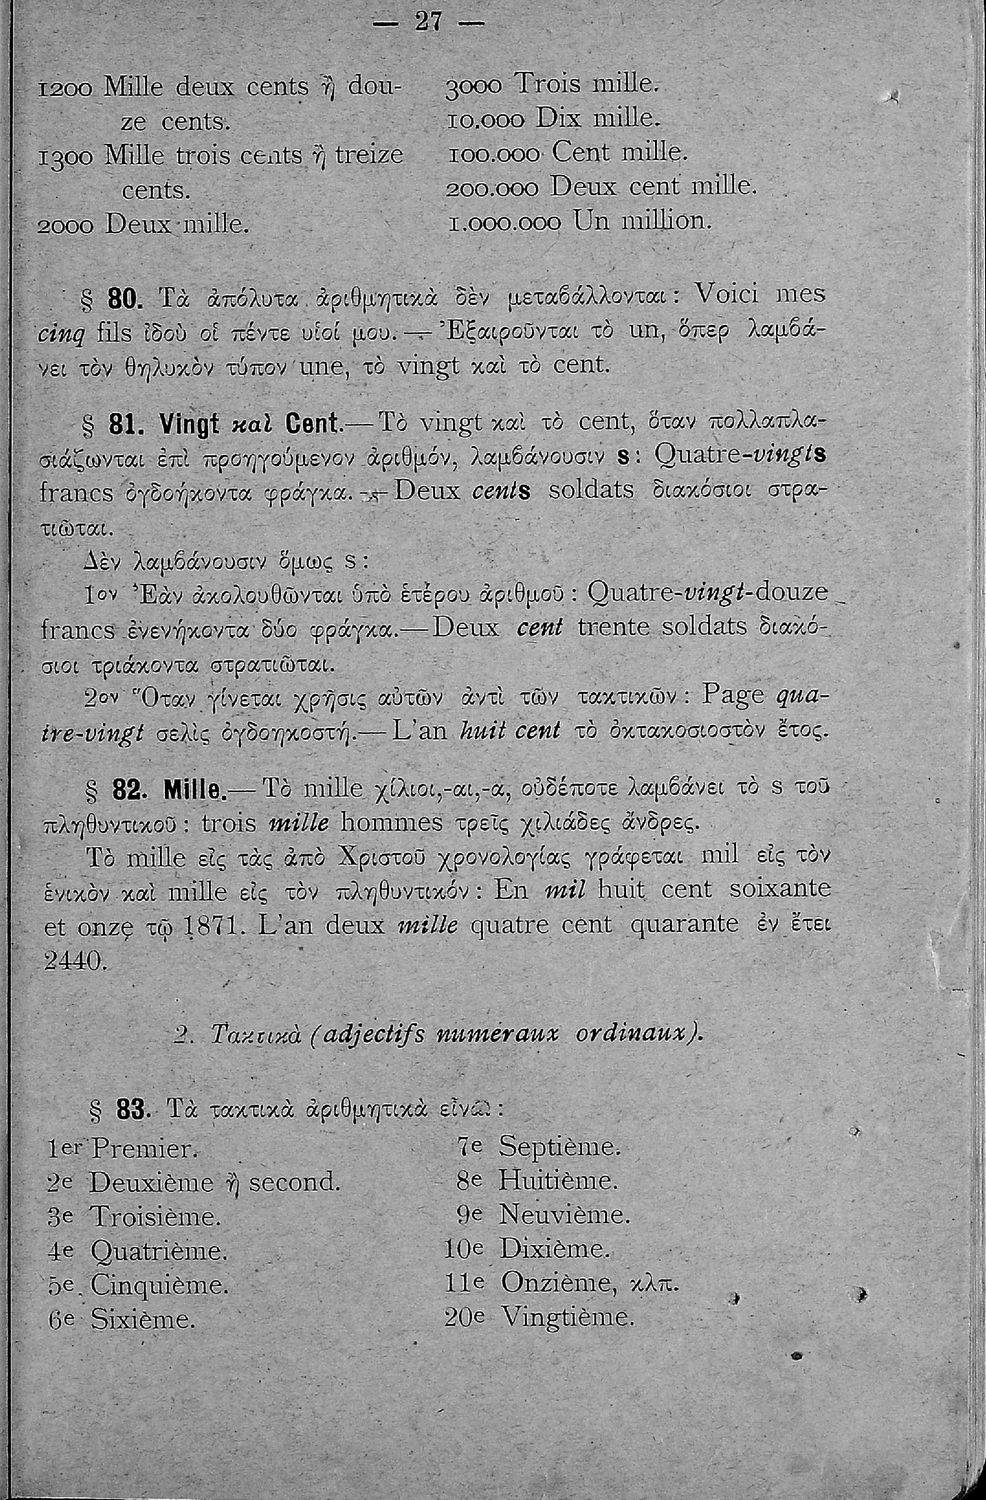 — 27 —
1200 Mille deux cents ἢ dou-
ze cents.
1300 Mille trois cents ἢ treize
cents.
2000 Deux mille.
3000 Trois mille.
10.000 Dix mille.
100.000 Cent mille.
200.000 Deux cent mille.
1.000.000 Un million.
§ 80. Τὰ ἀπόλυτα ἀριθμητικὰ δὲν μεταβάλλονται : Voici mes
cinq fils ἰδοὺ οἱ πέντε υἱοί μου. — Ἐξαιροῦνται τὸ un, ὅπερ λαμβά-
νει τὸν θηλυκὸν τύπον une, τὸ vingt καὶ τὸ cent.
§ 81. Vingt καὶ Cent.— Τὸ vingt καὶ τὸ cent, ὅταν πολλαπλα-
σιάζωνται ἐπὶ προηγούμενον ἀριθμόν, λαμβάνουσιν s : Quatre-vingts
francs ὀγδοήκοντα φράγκα. — Deux cents soldats διακόσιοι στρα-
τιῶται.
Δὲν λαμβάνουσιν ὅμως s :
1ον Ἐὰν ἀκολουθῶνται ὑπὸ ἑτέρου ἀριθμοῦ : Quatre-vingt-douze
francs ἐνενήκοντα δύο φράγκα.— Deux cent trente soldats διακό-
σιοι τριάκοντα στρατιῶται.
2ον Ὅταν γίνεται χρῆσις αὐτῶν ἀντὶ τῶν τακτικῶν : Page qua-
tre-vingt σελὶς ὀγδοηκοστή.— L'an huit cent τὸ ὀκτακοσιοστὸν ἔτος.
§ 82. Mille.— Τὸ mille χίλιοι,-αι,-α, οὐδέποτε λαμβάνει τὸ s τοῦ
πληθυντικοῦ : trois mille hommes τρεῖς χιλιάδες ἄνδρες.
Τὸ mille εἰς τὰς ἀπὸ Χριστοῦ χρονολογίας γράφεται mil εἰς τὸν
ἑνικὸν καὶ mille εἰς τὸν πληθυντικόν : En mil huit cent soixante
et onze τῷ 1871. L'an deux mille quatre cent quarante ἐν ἔτει
2440.
2. Τακτικὰ (adjectifs numéraux ordinaux).
§ 83. Τὰ τακτικὰ ἀριθμητικὰ εἶναι :
1er Premier.
2e Deuxième ἢ second.
3e Troisième.
4e Quatrième.
5e. Cinquième.
6e Sixième.
7e Septième.
8e Huitième.
9e Neuvième.
10e Dixième.
11e Onzième, κλπ.
20e Vingtième.